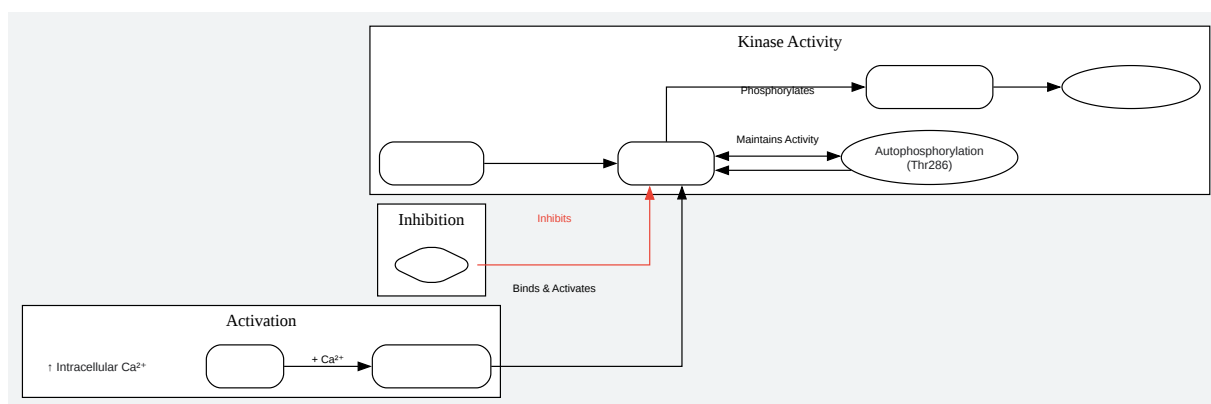 Kinase Activity
Phosphorylates
Maintains Activity
Autophosphorylation
(Thr286)
Inhibition
Inhibits
Binds & Activates
Activation
↑ Intracellular Ca²⁺
+ Ca²⁺